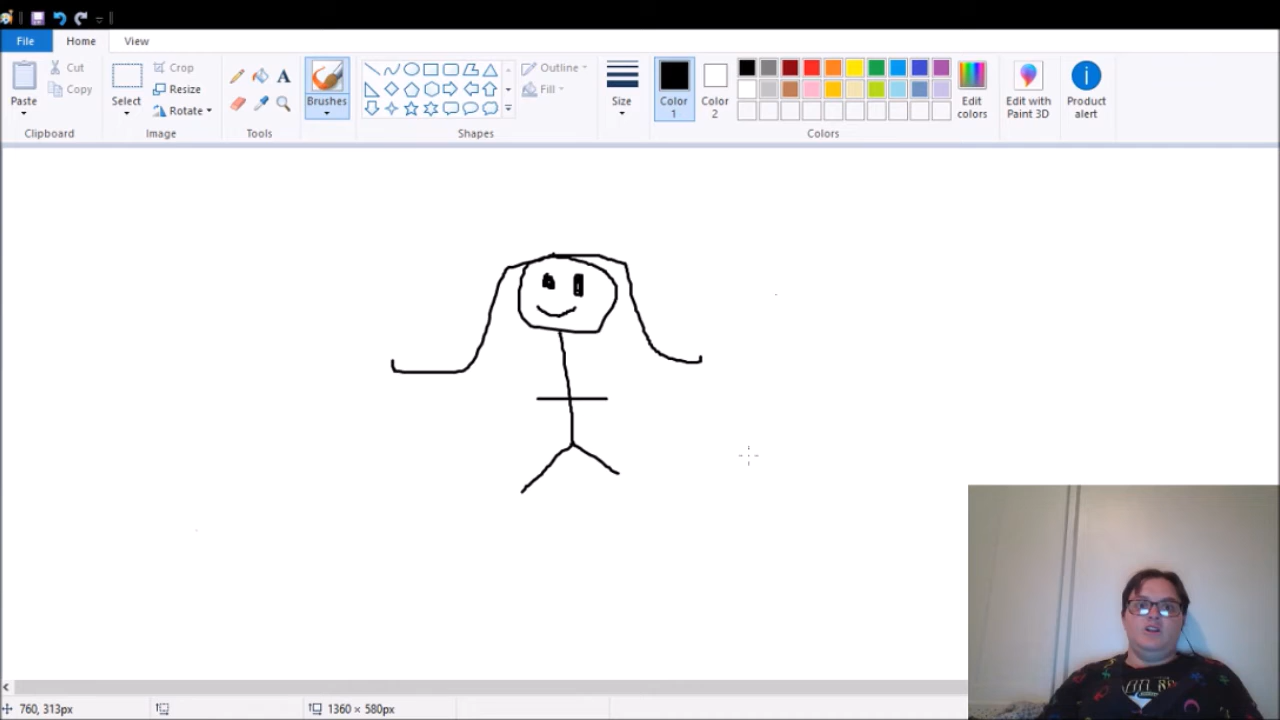 File Home View
Paste
Cut
Copy
Clipboard
Select
Crop
Resize
Rotate
Image
Tools
Brushes
Outline
Fill
Shapes
Size
Color 1
Color 2
Edit colors
Colors
Edit with Paint 3D
Product alert
760, 313px
1360 × 580px